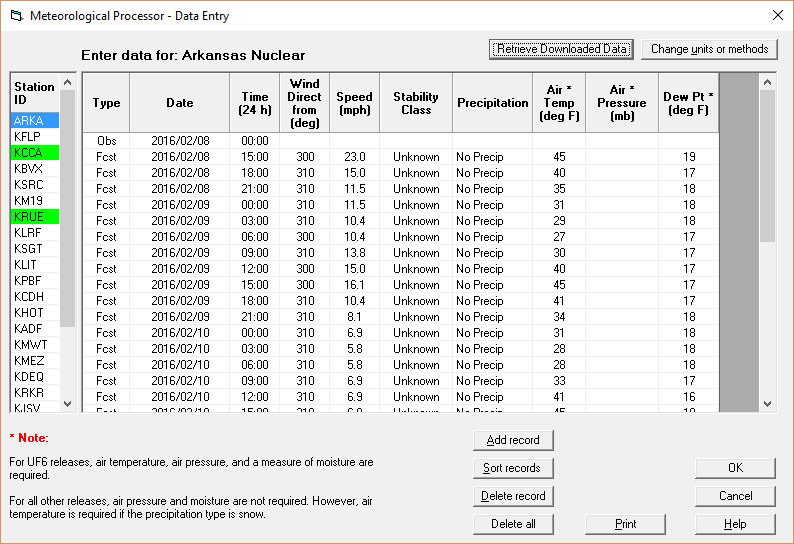 Meteorological Processor - Data Entry
Enter data for: Arkansas Nuclear
Retrieve Downloaded Data
Change units or methods
Station ID
ARKA
KFLP
KCCA
KBVX
KSRC
KM19
KRUE
KLRF
KSGT
KLIT
KPBF
KCDH
KHOT
KADF
KMWT
KMEZ
KDEQ
KRKR
KJSV
Type Date Time (24 h) Wind Direct from (deg) Speed (mph) Stability Class Precipitation Air * Temp (deg F) Air * Pressure (mb) Dew Pt * (deg F)
Obs 2016/02/08 00:00
Fcst 2016/02/08 15:00 300 23.0 Unknown No Precip 45 19
Fcst 2016/02/08 18:00 310 15.0 Unknown No Precip 40 17
Fcst 2016/02/08 21:00 310 11.5 Unknown No Precip 35 18
Fcst 2016/02/09 00:00 310 11.5 Unknown No Precip 31 18
Fcst 2016/02/09 03:00 310 10.4 Unknown No Precip 29 18
Fcst 2016/02/09 06:00 300 10.4 Unknown No Precip 27 18
Fcst 2016/02/09 09:00 310 13.8 Unknown No Precip 30 17
Fcst 2016/02/09 12:00 300 15.0 Unknown No Precip 40 17
Fcst 2016/02/09 15:00 310 16.1 Unknown No Precip 45 17
Fcst 2016/02/09 18:00 310 10.4 Unknown No Precip 41 17
Fcst 2016/02/09 21:00 310 8.1 Unknown No Precip 34 18
Fcst 2016/02/10 00:00 310 6.9 Unknown No Precip 31 18
Fcst 2016/02/10 03:00 310 5.8 Unknown No Precip 28 18
Fcst 2016/02/10 06:00 310 5.8 Unknown No Precip 28 18
Fcst 2016/02/10 09:00 310 6.9 Unknown No Precip 33 17
Fcst 2016/02/10 12:00 310 6.9 Unknown No Precip 41 16
Fcst 2016/02/10 15:00 310 6.9 Unknown No Precip 45 18
* Note:
For UF6 releases, air temperature, air pressure, and a measure of moisture are
required.
For all other releases, air pressure and moisture are not required. However, air
temperature is required if the precipitation type is snow.
Add record
Sort records
Delete record
Delete all
Print
OK
Cancel
Help